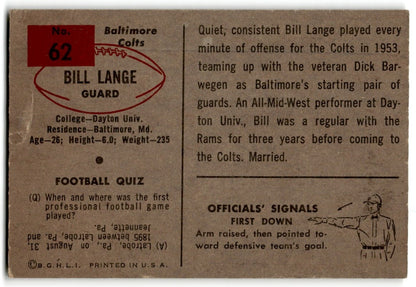 No.
62
Baltimore
Colts
BILL LANGE
GUARD
College—Dayton Univ.
Residence—Baltimore, Md.
Age—26; Height—6.0; Weight—235
FOOTBALL QUIZ
(Q) When and where was the first
professional football game
played?
(A) Latrobe, Pa., on August 31,
1895 between Latrobe, Pa. and
Jeannette, Pa.
©B.G.H.L.I. PRINTED IN U.S.A.
Quiet, consistent Bill Lange played every
minute of offense for the Colts in 1953,
teaming up with the veteran Dick Bar-
wegen as Baltimore's starting pair of
guards. An All-Mid-West performer at Day-
ton Univ., Bill was a regular with the
Rams for three years before coming to
the Colts. Married.
OFFICIALS' SIGNALS
FIRST DOWN
Arm raised, then pointed to-
ward defensive team's goal.